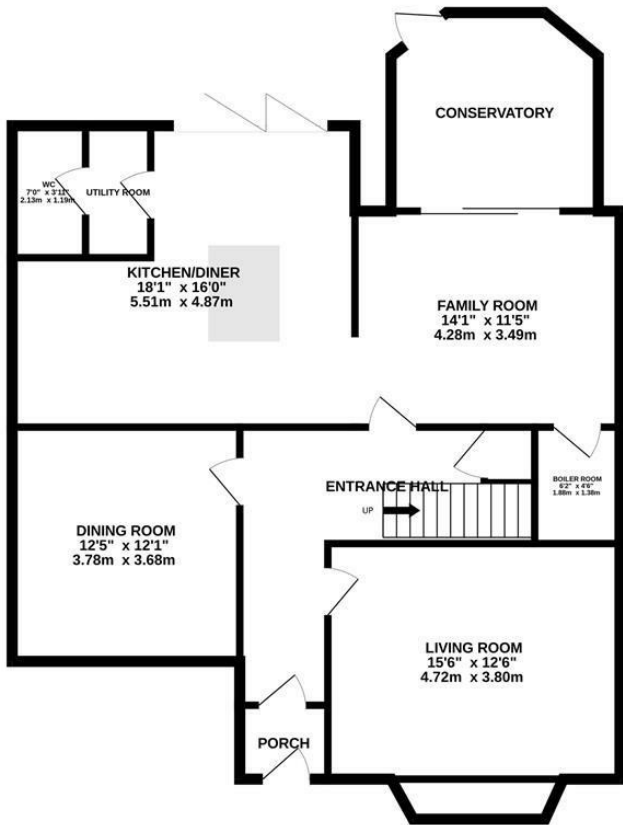 CONSERVATORY
WC
7'0" x 3'11"
2.13m x 1.19m
UTILITY ROOM
KITCHEN/DINER
18'1" x 16'0"
5.51m x 4.87m
FAMILY ROOM
14'1" x 11'5"
4.28m x 3.49m
ENTRANCE HALL
UP
BOILER ROOM
6'2" x 4'6"
1.88m x 1.38m
DINING ROOM
12'5" x 12'1"
3.78m x 3.68m
LIVING ROOM
15'6" x 12'6"
4.72m x 3.80m
PORCH